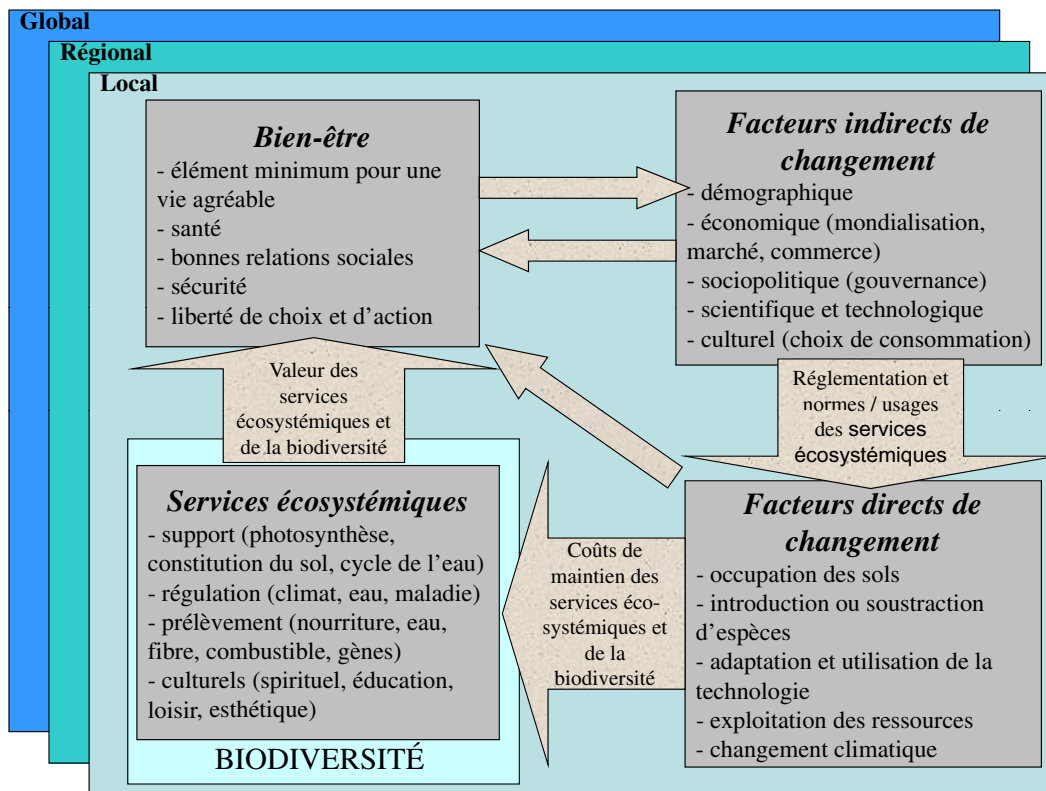 Global
Régional
Local
Bien-être
- élément minimum pour une
vie agréable
- santé
- bonnes relations sociales
- sécurité
- liberté de choix et d’action
Facteurs indirects de
changement
- démographique
- économique (mondialisation,
marché, commerce)
- sociopolitique (gouvernance)
- scientifique et technologique
- culturel (choix de consommation)
Valeur des
services
écosystémiques et
de la biodiversité
Réglementation et
normes / usages
des services
écosystémiques
Services écosystémiques
- support (photosynthèse,
constitution du sol, cycle de l’eau)
- régulation (climat, eau, maladie)
- prélèvement (nourriture, eau,
fibre, combustible, gènes)
- culturels (spirituel, éducation,
loisir, esthétique)
BIODIVERSITÉ
Coûts de
maintien des
services éco-
systémiques et
de la
biodiversité
Facteurs directs de
changement
- occupation des sols
- introduction ou soustraction
d’espèces
- adaptation et utilisation de la
technologie
- exploitation des ressources
- changement climatique